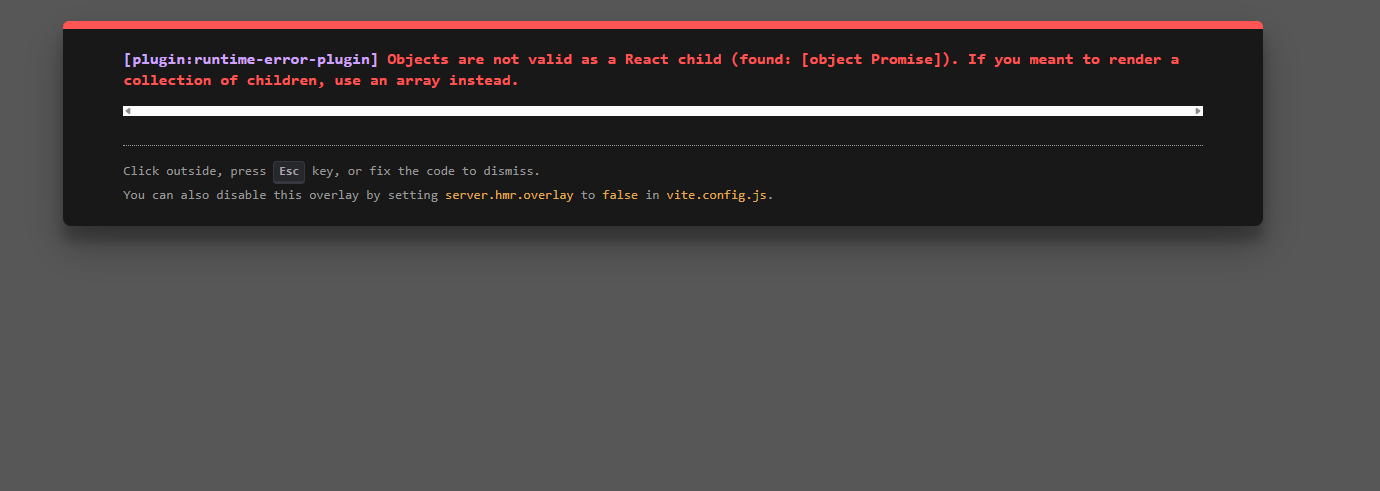 [plugin:runtime-error-plugin] Objects are not valid as a React child (found: [object Promise]). If you meant to render a
collection of children, use an array instead.
Click outside, press Esc key, or fix the code to dismiss.
You can also disable this overlay by setting server.hmr.overlay to false in vite.config.js.